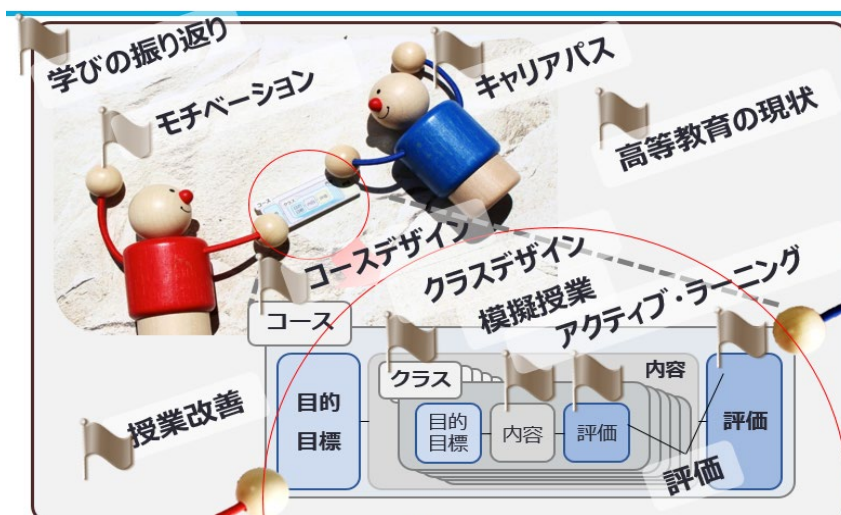 学びの振り返り
モチベーション
キャリアパス
高等教育の現状
コースデザイン
クラスデザイン
模擬授業
アクティブ・ラーニング
コース
クラス
内容
目的
目標
目的
目標
内容
評価
評価
授業改善
評価